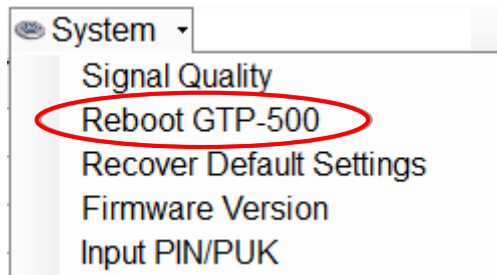 System
Signal Quality
Reboot GTP-500
Recover Default Settings
Firmware Version
Input PIN/PUK